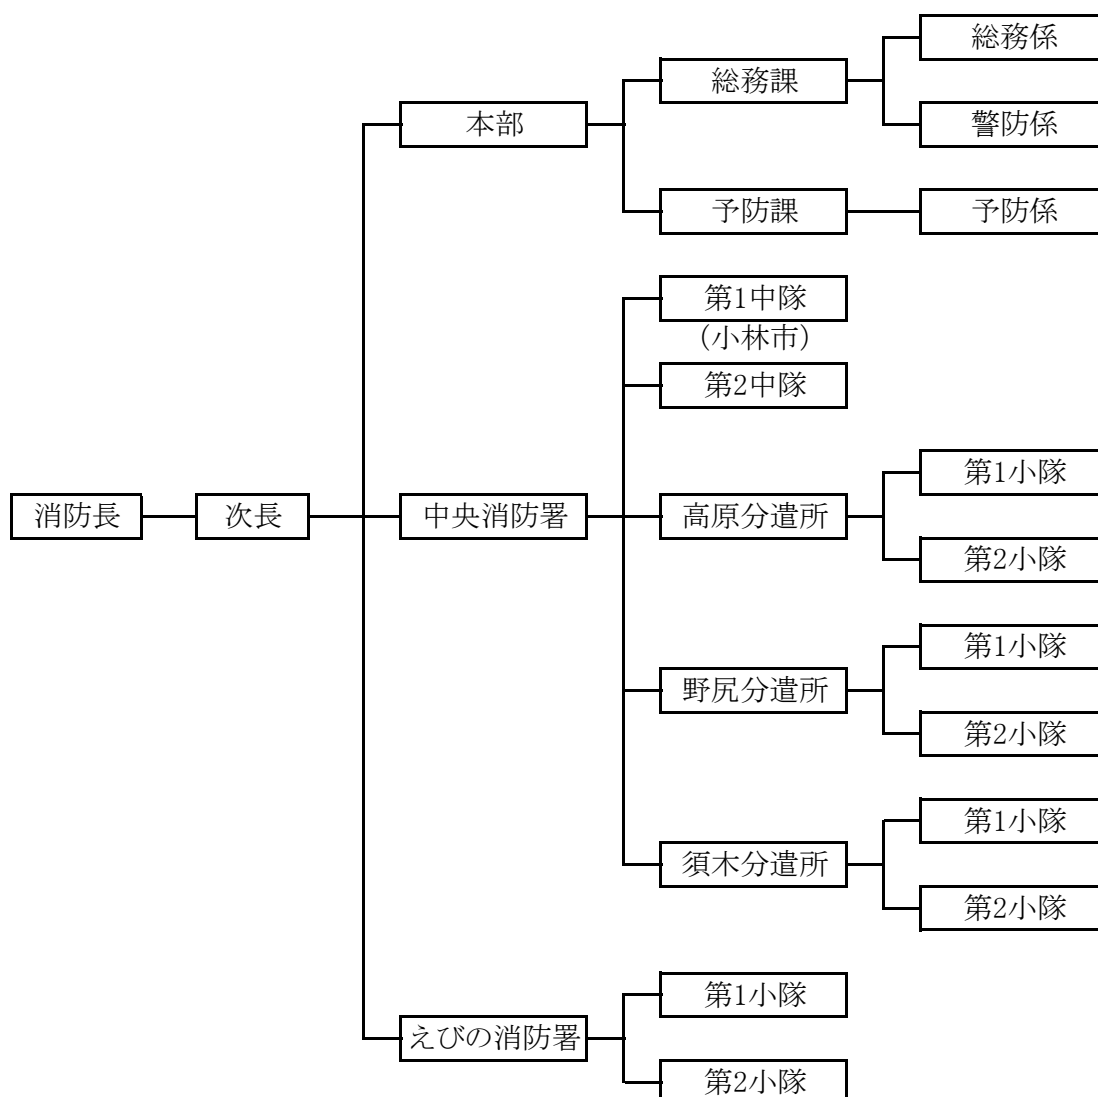 総務係
総務課
本部
警防係
予防課
予防係
第1中隊
（小林市）
第2中隊
第1小隊
消防長
次長
中央消防署
高原分遣所
第2小隊
第1小隊
野尻分遣所
第2小隊
第1小隊
須木分遣所
第2小隊
第1小隊
えびの消防署
第2小隊